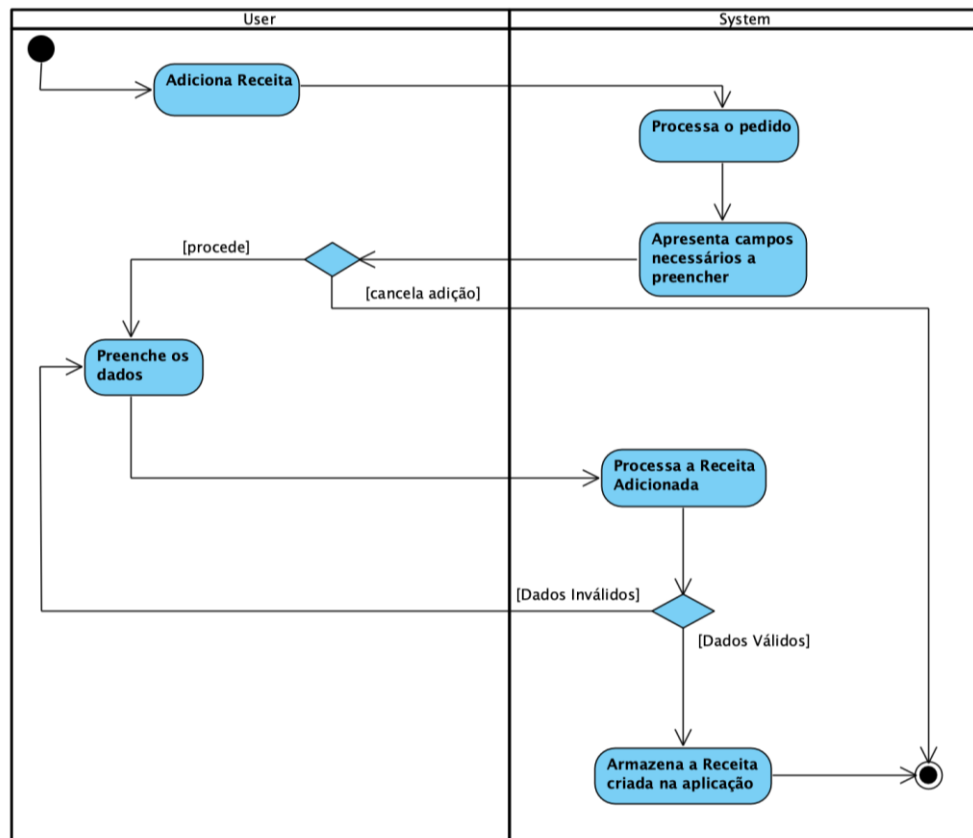 User
System
Adiciona Receita
Processa o pedido
Apresenta campos
necessários a
preencher
[procede]
[cancela adição]
Preenche os
dados
Processa a Receita
Adicionada
[Dados Inválidos]
[Dados Válidos]
Armazena a Receita
criada na aplicação